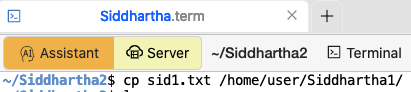 Siddhartha.term
Assistant Server ~/Siddhartha2 Terminal
~/Siddhartha2$ cp sid1.txt /home/user/Siddhartha1/